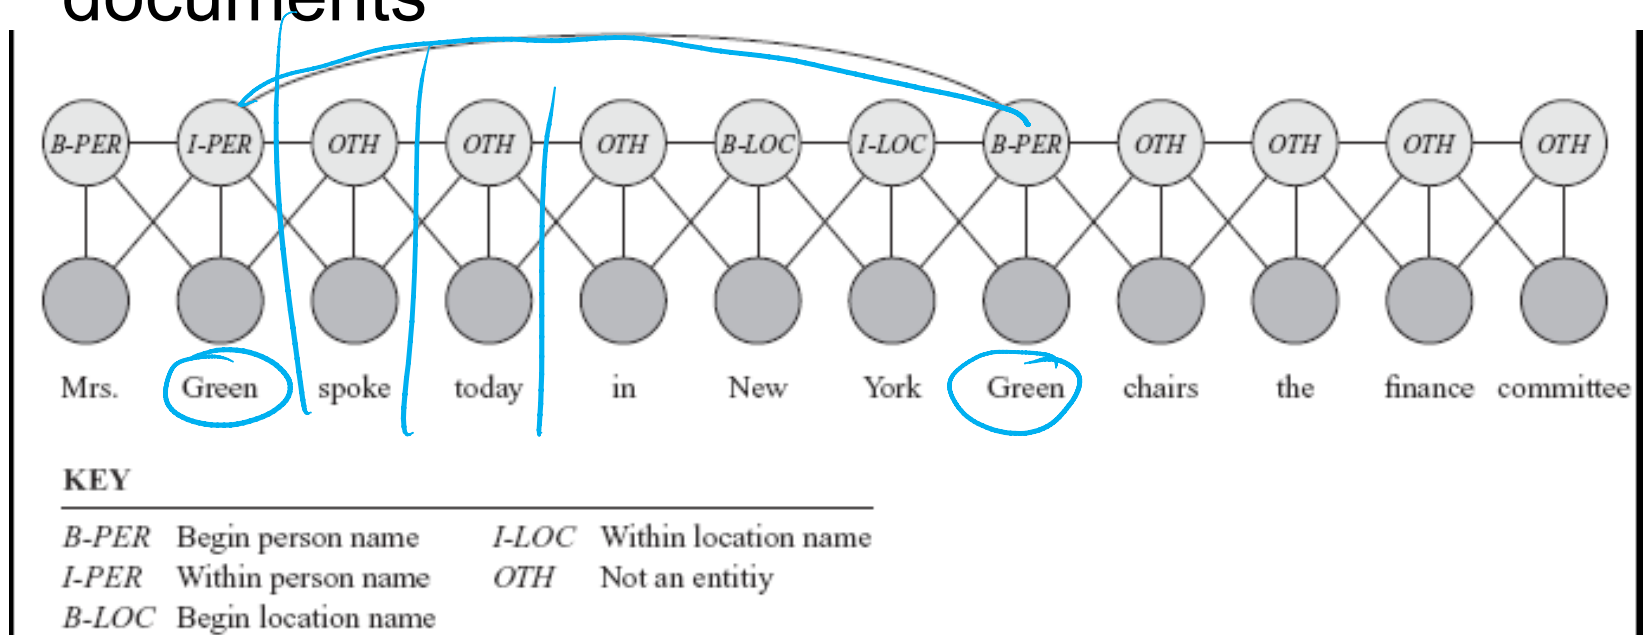 documents
B-PER I-PER OTH OTH OTH B-LOC I-LOC B-PER OTH OTH OTH OTH
Mrs. Green spoke today in New York Green chairs the finance committee
KEY
B-PER Begin person name I-LOC Within location name
I-PER Within person name OTH Not an entitiy
B-LOC Begin location name